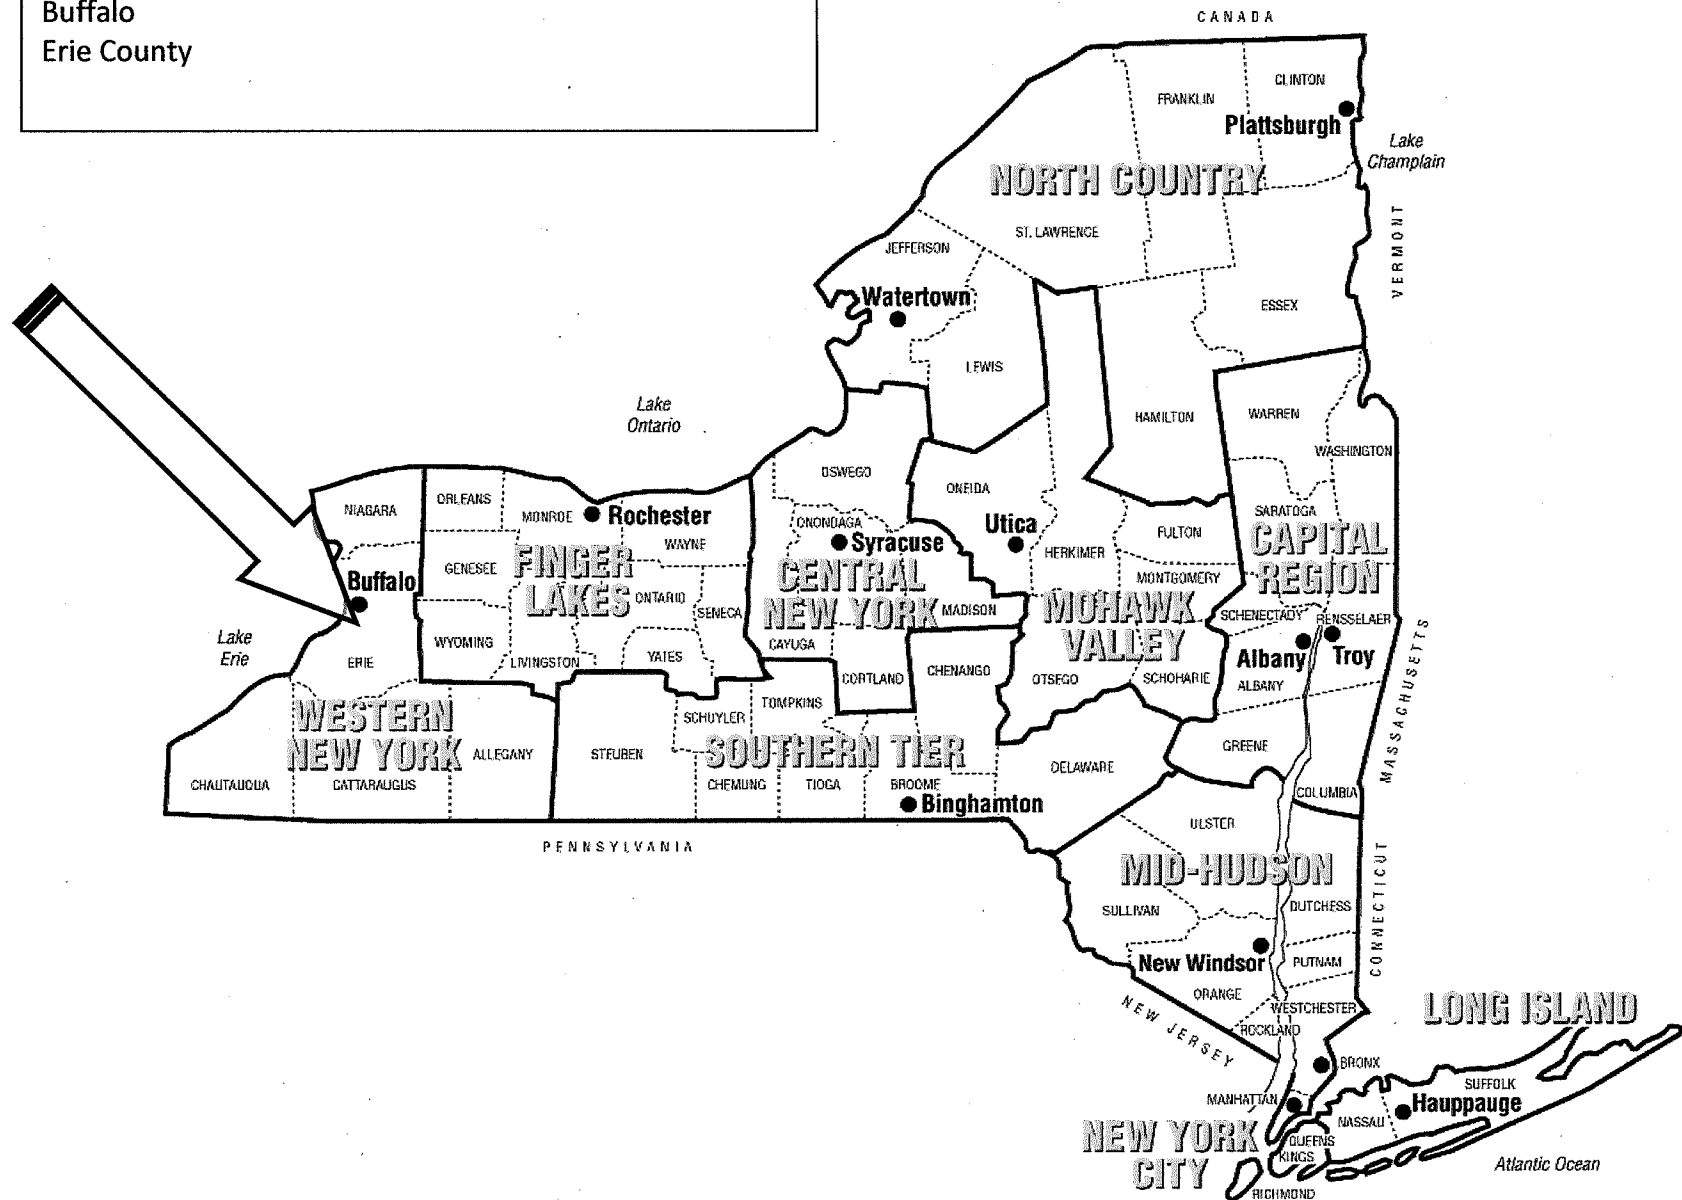 Buffalo
Erie County
CANADA
CLINTON
FRANKLIN
Plattsburgh
Lake
Champlain
NORTH COUNTRY
VERMONT
ST. LAWRENCE
JEFFERSON
Watertown
ESSEX
LEWIS
Lake
Ontario
HAMILTON
WARREN
WASHINGTON
OSWEGO
ONEIDA
NIAGARA
ORLEANS
MONROE
Rochester
ONONDAGA
Syracuse
Utica
HERKIMER
FULTON
SARATOGA
CAPITAL
REGION
WAYNE
FINGER
LAKES
GENESEE
Buffalo
ONTARIO
SENECA
CENTRAL
NEW YORK
MADISON
MONTGOMERY
MOHAWK
VALLEY
SCHENECTADY
RENSSELAER
MASSACHUSETTS
Lake
Erie
ERIE
WYOMING
LIVINGSTON
YATES
CAYUGA
CORTLAND
CHENANGO
OTSEGO
SCHOHARIE
Albany
Troy
ALBANY
WESTERN
NEW YORK
ALLEGANY
STEUBEN
SCHUYLER
TOMPKINS
SOUTHERN TIER
GREENE
DELAWARE
CHAUTAUQUA
CATTARAUGUS
CHEMUNG
TIOGA
BROOME
Binghamton
COLUMBIA
PENNSYLVANIA
ULSTER
MID-HUDSON
CONNECTICUT
SULLIVAN
DUTCHESS
New Windsor
PUTNAM
ORANGE
NEW JERSEY
WESTCHESTER
ROCKLAND
LONG ISLAND
BRONX
MANHATTAN
SUFFOLK
Hauppauge
NASSAU
NEW YORK
CITY
QUEENS
KINGS
RICHMOND
Atlantic Ocean